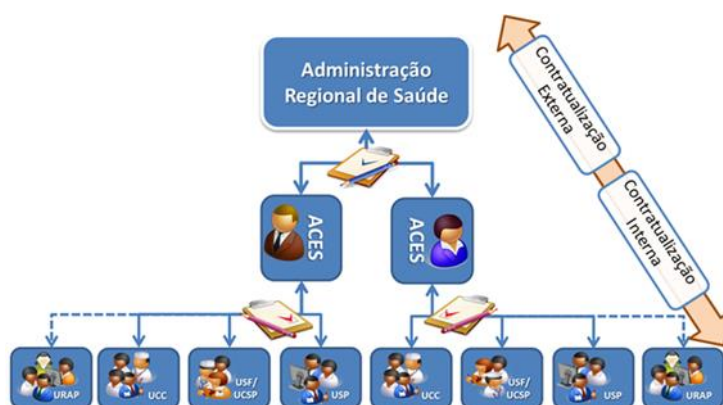 Administração
Regional de Saúde
Contratualização
Externa
Contratualização
Interna
ACES
ACES
URAP
UCC
USF/
UCSP
USP
UCC
USF/
UCSP
USP
URAP